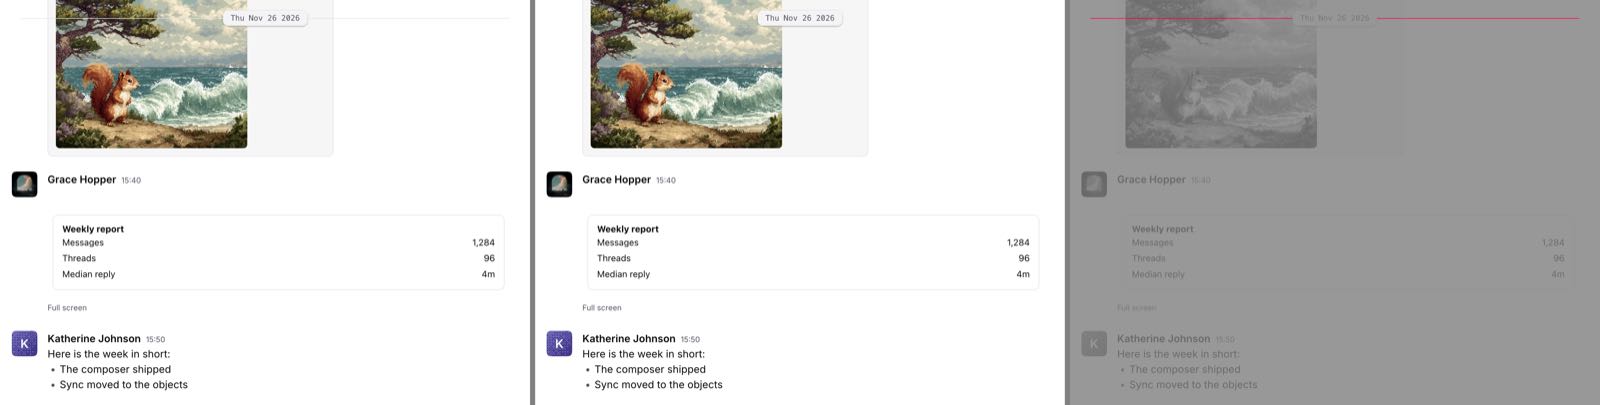 Thu Nov 26 2026
Grace Hopper 15:40
Weekly report
Messages 1,284
Threads 96
Median reply 4m
Full screen
K
Katherine Johnson 15:50
Here is the week in short:
• The composer shipped
• Sync moved to the objects
Thu Nov 26 2026
Grace Hopper 15:40
Weekly report
Messages 1,284
Threads 96
Median reply 4m
Full screen
K
Katherine Johnson 15:50
Here is the week in short:
• The composer shipped
• Sync moved to the objects
Thu Nov 26 2026
Grace Hopper 15:40
Weekly report
Messages 1,284
Threads 96
Median reply 4m
Full screen
K
Katherine Johnson 15:50
Here is the week in short:
• The composer shipped
• Sync moved to the objects